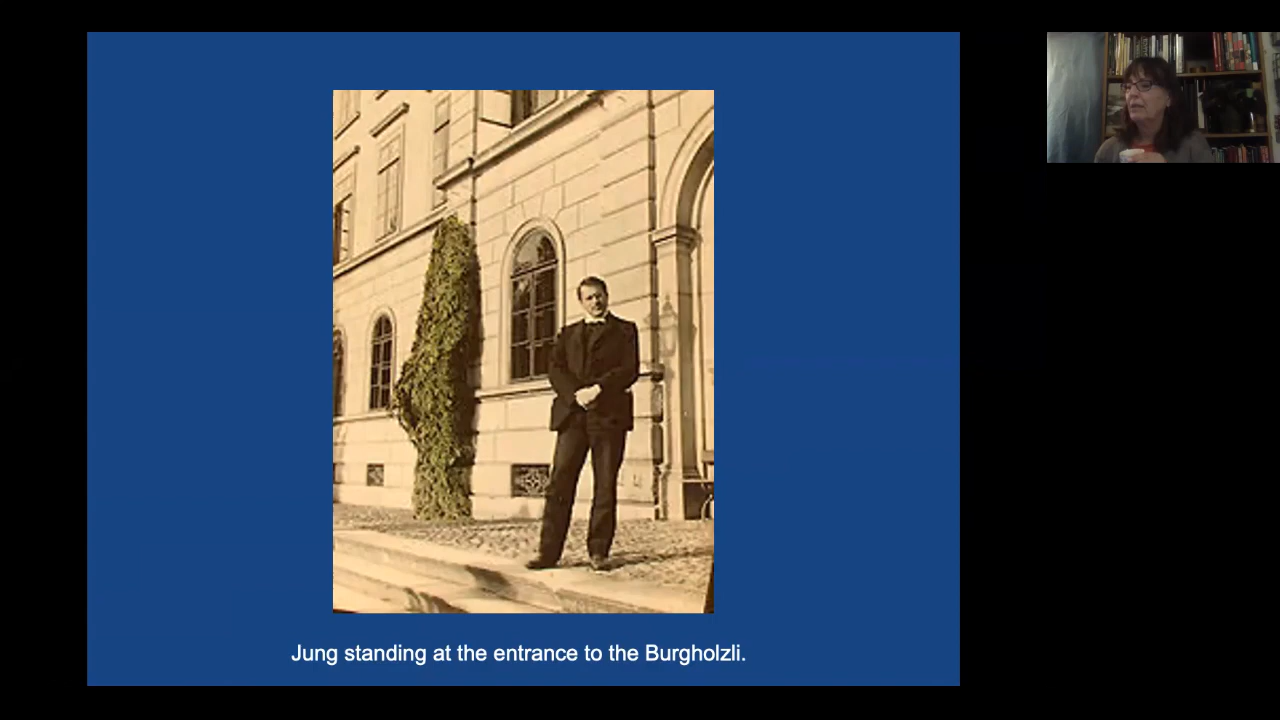 Jung standing at the entrance to the Burgholzli.